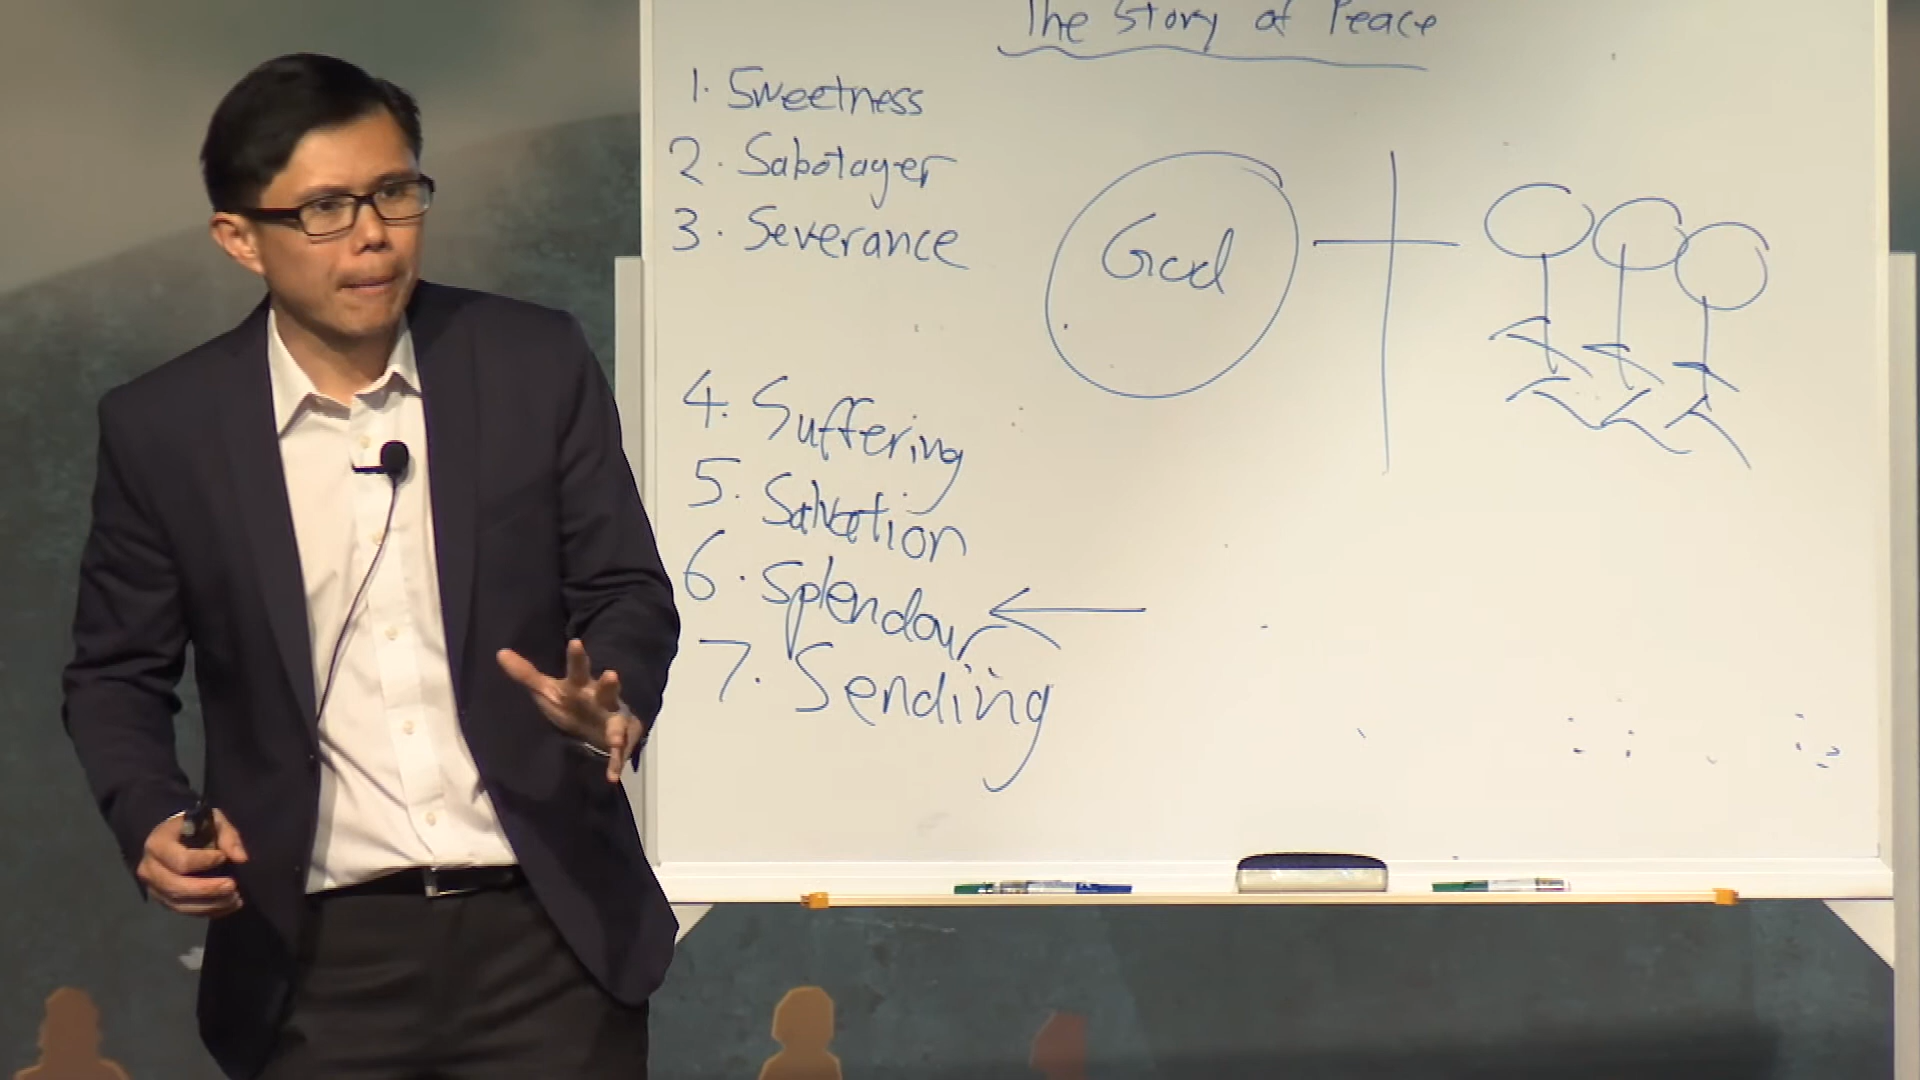 The Story of Peace
1. Sweetness
2. Sabotager
3. Severance
God
4. Suffering
5. Salvation
6. Splendour
7. Sending